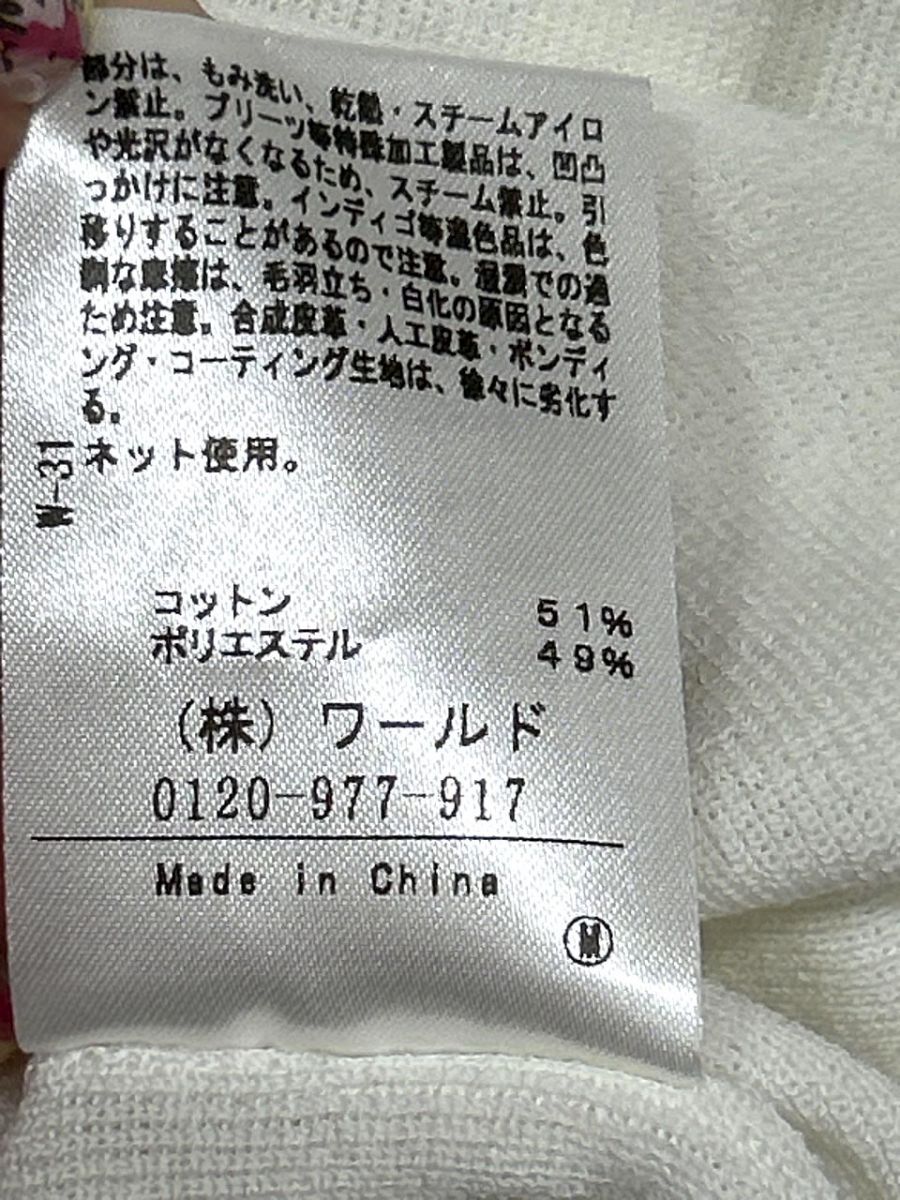 部分は、もみ洗い、乾燥・スチームアイロ
ン禁止。プリーツ等特殊加工製品は、凹凸
や光沢がなくなるため、スチーム禁止。引
っかけに注意。インディゴ等濃色品は、色
移りすることがあるので注意。湿潤での過
剰な摩擦は、毛羽立ち・白化の原因となる
ため注意。合成皮革・人工皮革・ボンディ
ング・コーティング生地は、徐々に劣化す
る。
ネット使用。
W-31
コットン 51%
ポリエステル 49%
(株)ワールド
0120-977-917
Made in China
Ⓜ